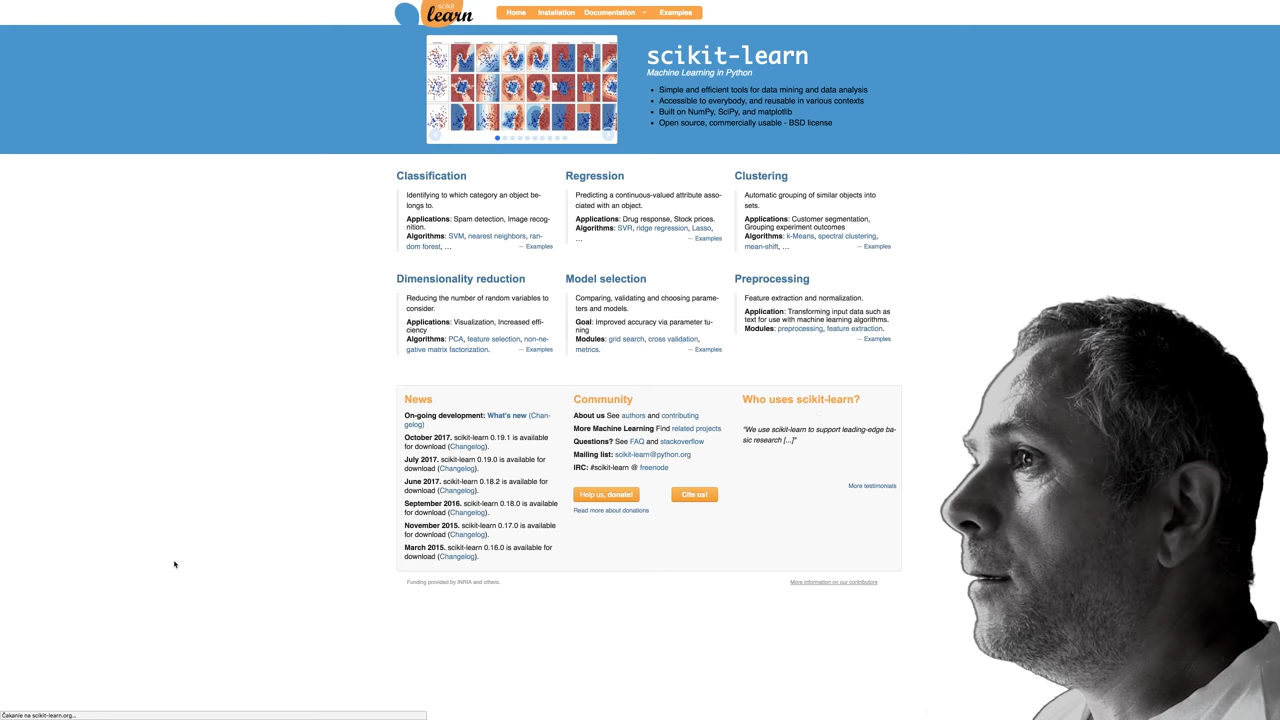 scikit
learn
Home Installation Documentation Examples
scikit-learn
Machine Learning in Python
Simple and efficient tools for data mining and data analysis
Accessible to everybody, and reusable in various contexts
Built on NumPy, SciPy, and matplotlib
Open source, commercially usable - BSD license
Classification
Identifying to which category an object be-
longs to.
Applications: Spam detection, Image recog-
nition.
Algorithms: SVM, nearest neighbors, ran-
dom forest, ... — Examples
Regression
Predicting a continuous-valued attribute asso-
ciated with an object.
Applications: Drug response, Stock prices.
Algorithms: SVR, ridge regression, Lasso,
... — Examples
Clustering
Automatic grouping of similar objects into
sets.
Applications: Customer segmentation,
Grouping experiment outcomes
Algorithms: k-Means, spectral clustering,
mean-shift, ... — Examples
Dimensionality reduction
Reducing the number of random variables to
consider.
Applications: Visualization, Increased effi-
ciency
Algorithms: PCA, feature selection, non-ne-
gative matrix factorization. — Examples
Model selection
Comparing, validating and choosing parame-
ters and models.
Goal: Improved accuracy via parameter tu-
ning
Modules: grid search, cross validation,
metrics. — Examples
Preprocessing
Feature extraction and normalization.
Application: Transforming input data such as
text for use with machine learning algorithms.
Modules: preprocessing, feature extraction.
— Examples
News
On-going development: What's new (Chan-
gelog)
October 2017. scikit-learn 0.19.1 is available
for download (Changelog).
July 2017. scikit-learn 0.19.0 is available
for download (Changelog).
June 2017. scikit-learn 0.18.2 is available
for download (Changelog).
September 2016. scikit-learn 0.18.0 is available
for download (Changelog).
November 2015. scikit-learn 0.17.0 is available
for download (Changelog).
March 2015. scikit-learn 0.16.0 is available
for download (Changelog).
Community
About us See authors and contributing
More Machine Learning Find related projects
Questions? See FAQ and stackoverflow
Mailing list: scikit-learn@python.org
IRC: #scikit-learn @ freenode
Help us, donate! Cite us!
Read more about donations
Who uses scikit-learn?
"We use scikit-learn to support leading-edge ba-
sic research [...]"
More testimonials
Funding provided by INRIA and others.
More information on our contributors
Čakanie na scikit-learn.org...